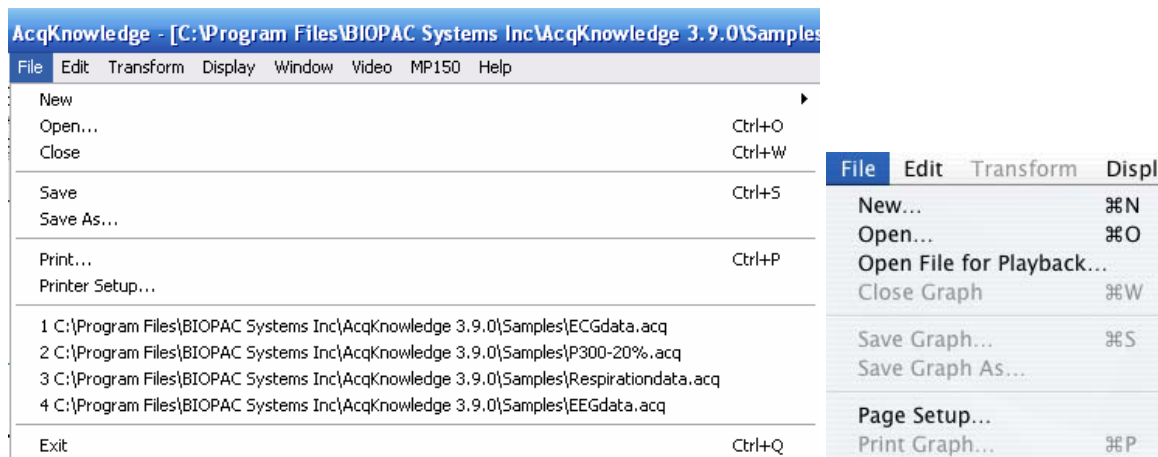 AcqKnowledge - [C:\Program Files\BIOPAC Systems Inc\AcqKnowledge 3.9.0\Samples
File Edit Transform Display Window Video MP150 Help
New
Open... Ctrl+O
Close Ctrl+W
Save Ctrl+S
Save As...
Print... Ctrl+P
Printer Setup...
1 C:\Program Files\BIOPAC Systems Inc\AcqKnowledge 3.9.0\Samples\ECGdata.acq
2 C:\Program Files\BIOPAC Systems Inc\AcqKnowledge 3.9.0\Samples\P300-20%.acq
3 C:\Program Files\BIOPAC Systems Inc\AcqKnowledge 3.9.0\Samples\Respirationdata.acq
4 C:\Program Files\BIOPAC Systems Inc\AcqKnowledge 3.9.0\Samples\EEGdata.acq
Exit Ctrl+Q
File Edit Transform Displ
New... ⌘N
Open... ⌘O
Open File for Playback...
Close Graph ⌘W
Save Graph... ⌘S
Save Graph As...
Page Setup...
Print Graph... ⌘P